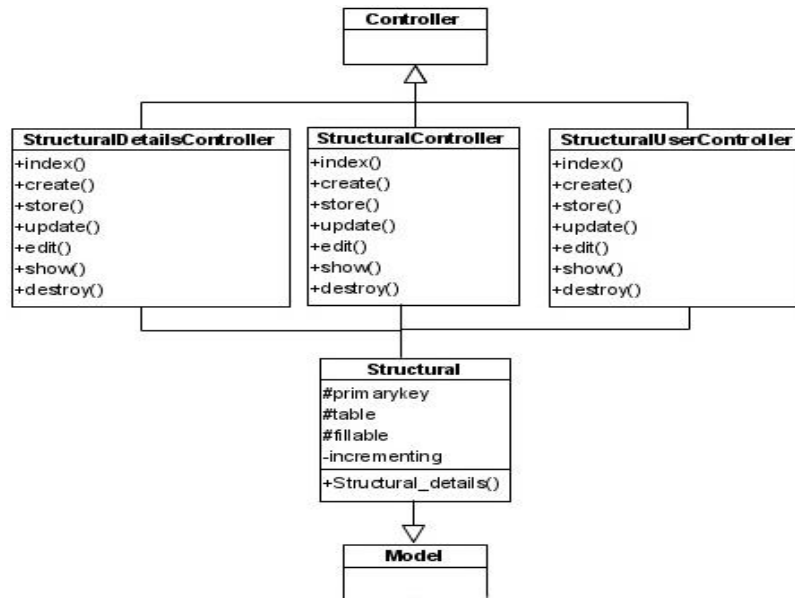 Controller
StructuralDetailsController
+index()
+create()
+store()
+update()
+edit()
+show()
+destroy()
StructuralController
+index()
+create()
+store()
+update()
+edit()
+show()
+destroy()
StructuralUserController
+index()
+create()
+store()
+update()
+edit()
+show()
+destroy()
Structural
#primarykey
#table
#fillable
-incrementing
+Structural_details()
Model